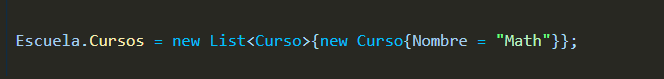 Escuela.Cursos = new List<Curso>{new Curso{Nombre = "Math"}};